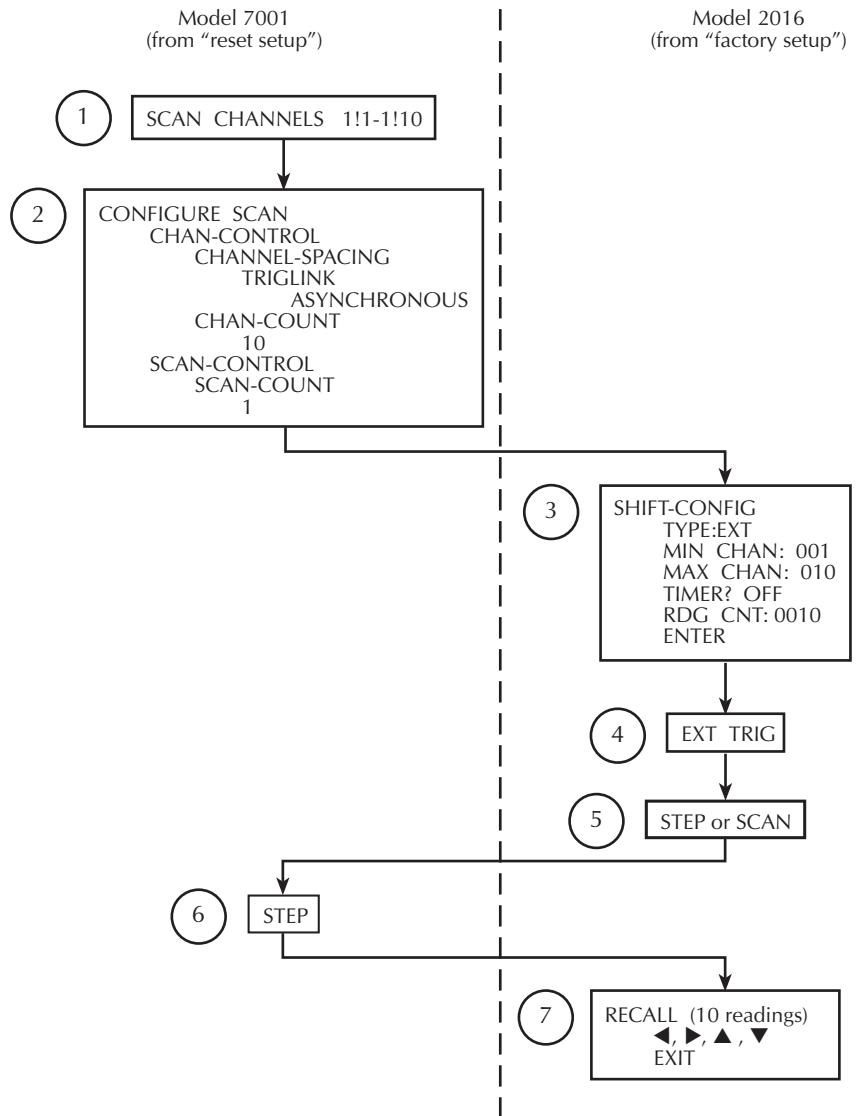 Model 7001
(from “reset setup”)
Model 2016
(from “factory setup”)
1
SCAN CHANNELS 1!1-1!10
2
CONFIGURE SCAN
CHAN-CONTROL
CHANNEL-SPACING
TRIGLINK
ASYNCHRONOUS
CHAN-COUNT
10
SCAN-CONTROL
SCAN-COUNT
1
3
SHIFT-CONFIG
TYPE:EXT
MIN CHAN: 001
MAX CHAN: 010
TIMER? OFF
RDG CNT: 0010
ENTER
4
EXT TRIG
5
STEP or SCAN
6
STEP
7
RECALL (10 readings)
◀, ▶, ▲ , ▼
EXIT